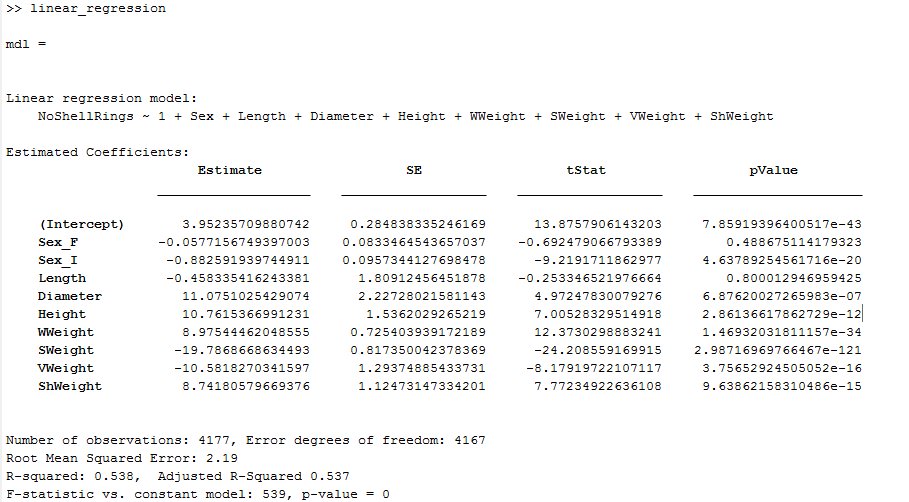 >> linear_regression
mdl =
Linear regression model:
NoShellRings ~ 1 + Sex + Length + Diameter + Height + WWeight + SWeight + VWeight + ShWeight
Estimated Coefficients:
Estimate SE tStat pValue
(Intercept) 3.95235709880742 0.284838335246169 13.8757906143203 7.85919396400517e-43
Sex_F -0.0577156749397003 0.0833464543657037 -0.692479066793389 0.488675114179323
Sex_I -0.882591939744911 0.0957344127698478 -9.2191711862977 4.63789254561716e-20
Length -0.458335416243381 1.80912456451878 -0.253346521976664 0.800012946959425
Diameter 11.0751025429074 2.22728021581143 4.97247830079276 6.87620027265983e-07
Height 10.7615366991231 1.5362029265219 7.00528329514918 2.86136617862729e-12
WWeight 8.97544462048555 0.725403939172189 12.3730298883241 1.46932031811157e-34
SWeight -19.7868668634493 0.817350042378369 -24.208559169915 2.98716969766467e-121
VWeight -10.5818270341597 1.29374885433731 -8.17919722107117 3.75652924505052e-16
ShWeight 8.74180579669376 1.12473147334201 7.77234922636108 9.63862158310486e-15
Number of observations: 4177, Error degrees of freedom: 4167
Root Mean Squared Error: 2.19
R-squared: 0.538, Adjusted R-Squared 0.537
F-statistic vs. constant model: 539, p-value = 0